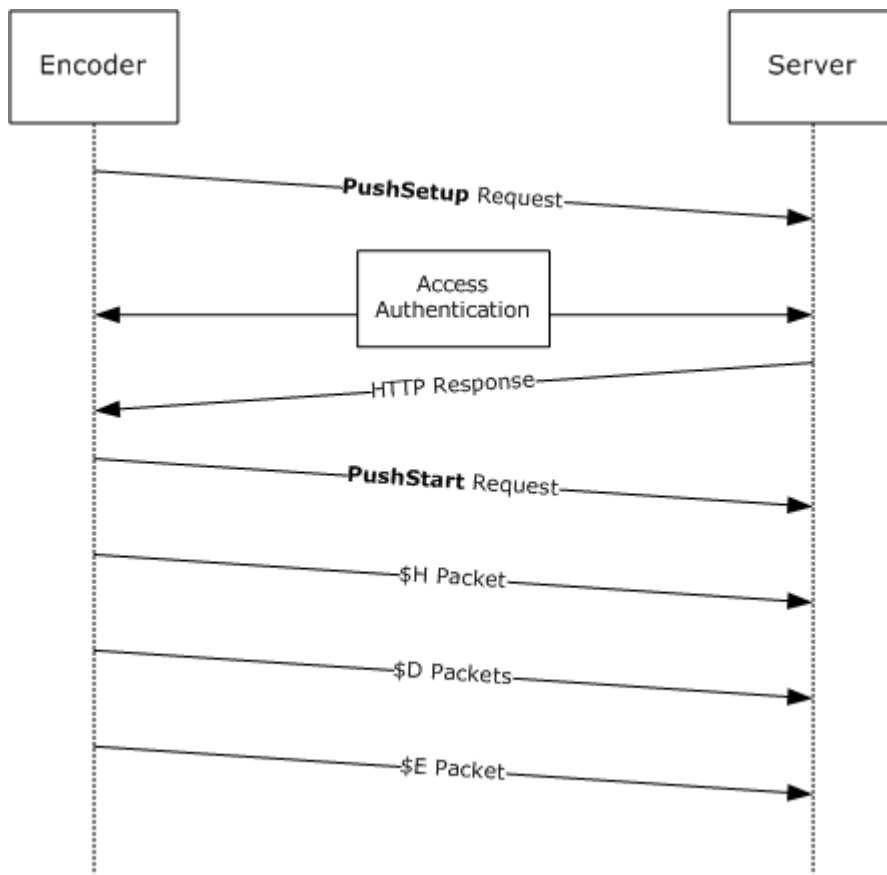 Encoder
Server
PushSetup Request
Access
Authentication
HTTP Response
PushStart Request
$H Packet
$D Packets
$E Packet